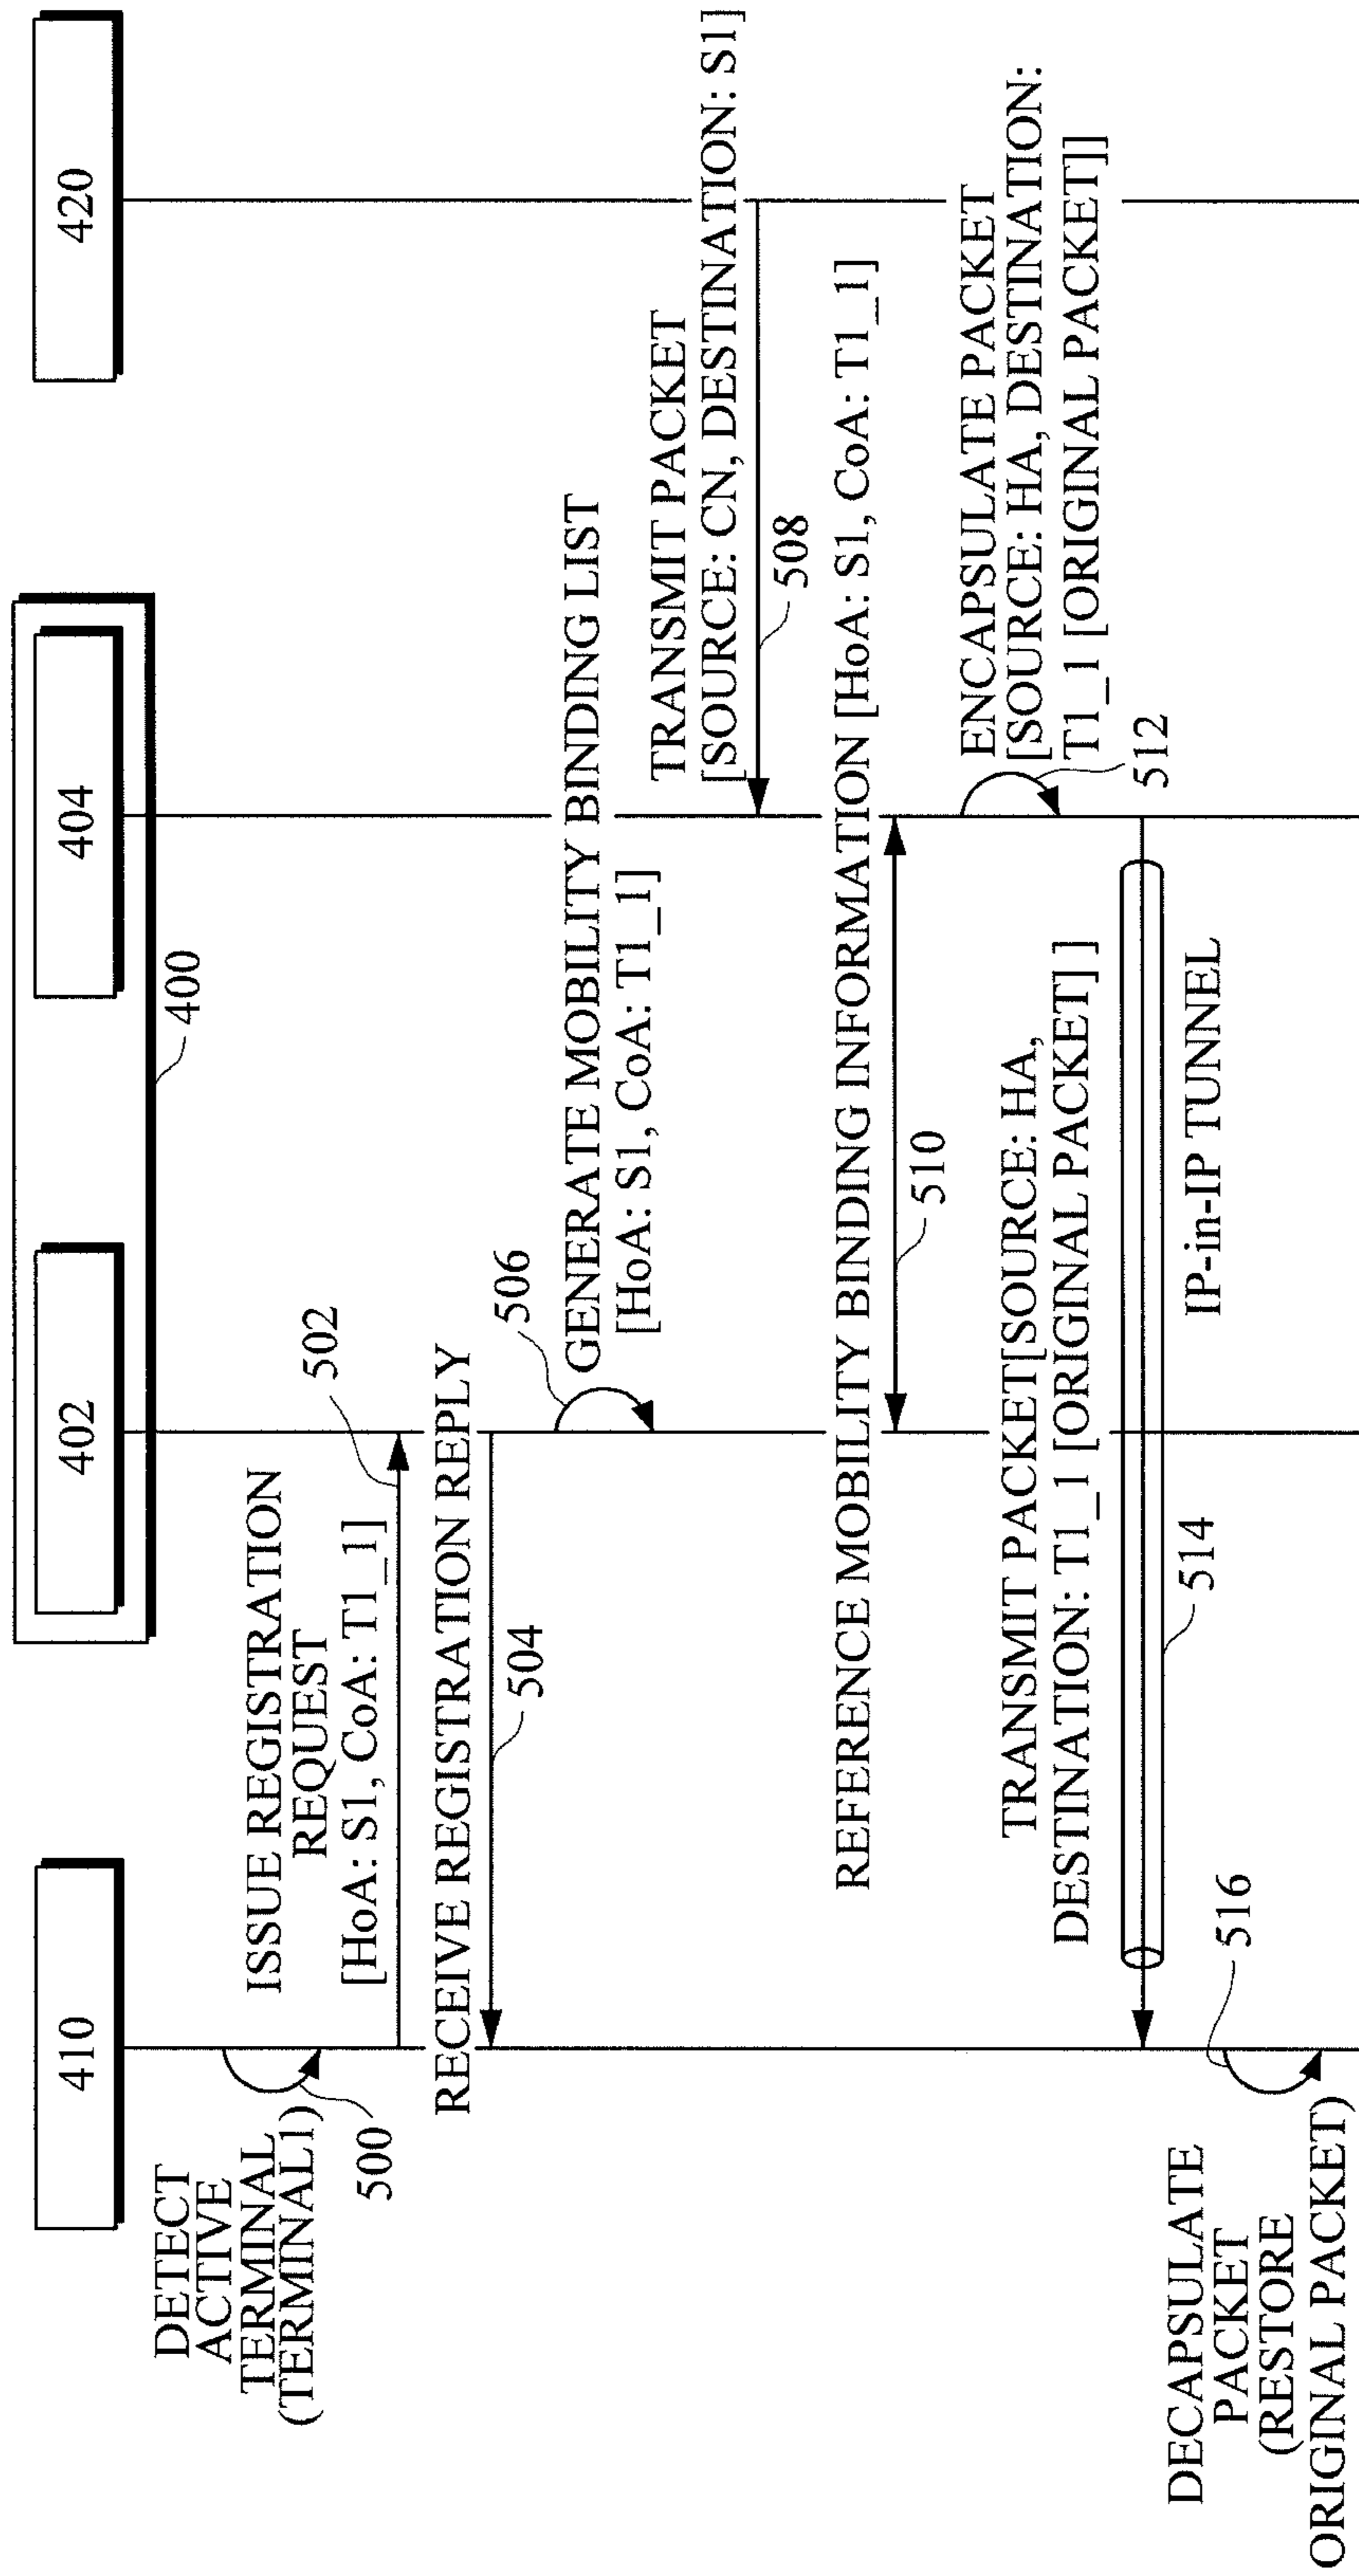 410
402
404
400
420
DETECT
ACTIVE
TERMINAL
(TERMINAL1)
500
ISSUE REGISTRATION
REQUEST
[HoA: S1, CoA: T1_1]
502
RECEIVE REGISTRATION REPLY
504
506
GENERATE MOBILITY BINDING LIST
[HoA: S1, CoA: T1_1]
TRANSMIT PACKET
[SOURCE: CN, DESTINATION: S1]
508
REFERENCE MOBILITY BINDING INFORMATION [HoA: S1, CoA: T1_1]
510
ENCAPSULATE PACKET
[SOURCE: HA, DESTINATION:
T1_1 [ORIGINAL PACKET]]
512
TRANSMIT PACKET[SOURCE: HA,
DESTINATION: T1_1 [ORIGINAL PACKET] ]
514
IP-in-IP TUNNEL
516
DECAPSULATE
PACKET
(RESTORE
ORIGINAL PACKET)